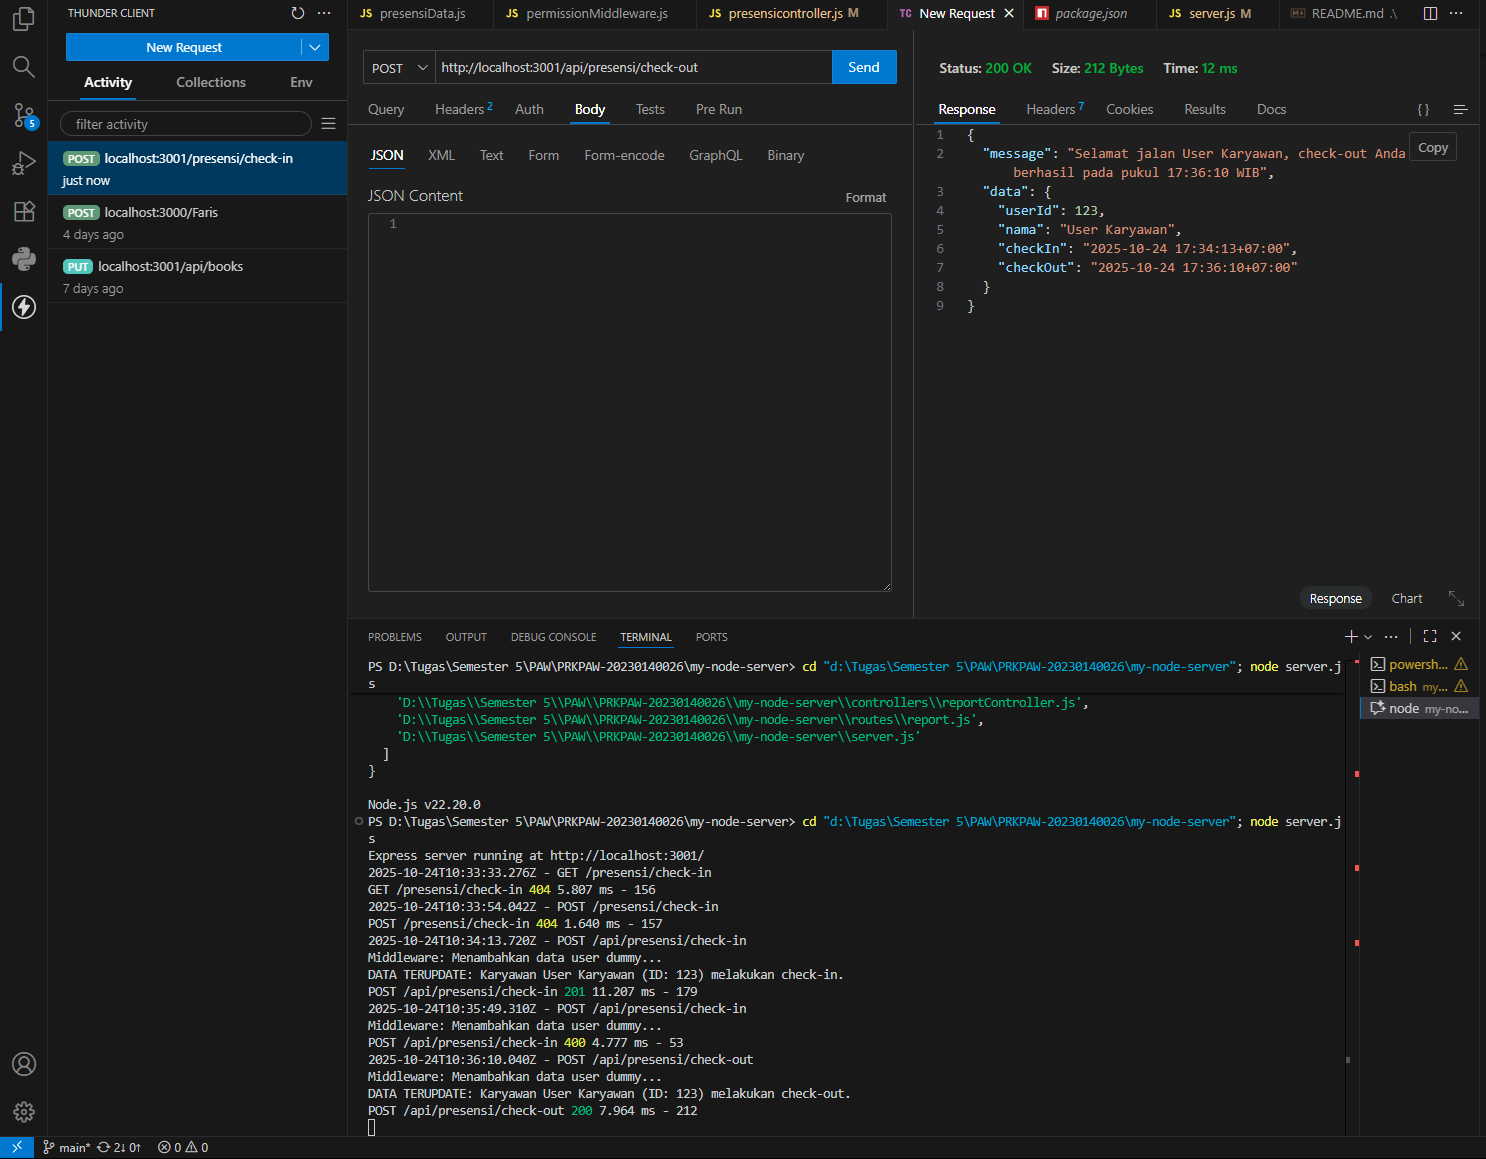 THUNDER CLIENT
New Request
Activity Collections Env
filter activity
POST localhost:3001/presensi/check-in
just now
POST localhost:3000/Faris
4 days ago
PUT localhost:3001/api/books
7 days ago
5
JS presensiData.js JS permissionMiddleware.js JS presensicontroller.js M TC New Request package.json JS server.js M README.md .\
POST http://localhost:3001/api/presensi/check-out Send
Query Headers 2 Auth Body Tests Pre Run
JSON XML Text Form Form-encode GraphQL Binary
JSON Content Format
1
Status: 200 OK Size: 212 Bytes Time: 12 ms
Response Headers 7 Cookies Results Docs { }
Copy
1 {
2 "message": "Selamat jalan User Karyawan, check-out Anda
berhasil pada pukul 17:36:10 WIB",
3 "data": {
4 "userId": 123,
5 "nama": "User Karyawan",
6 "checkIn": "2025-10-24 17:34:13+07:00",
7 "checkOut": "2025-10-24 17:36:10+07:00"
8 }
9 }
Response Chart
PROBLEMS OUTPUT DEBUG CONSOLE TERMINAL PORTS
PS D:\Tugas\Semester 5\PAW\PRKPAW-20230140026\my-node-server> cd "d:\Tugas\Semester 5\PAW\PRKPAW-20230140026\my-node-server"; node server.j
s
'D:\\Tugas\\Semester 5\\PAW\\PRKPAW-20230140026\\my-node-server\\controllers\\reportController.js',
'D:\\Tugas\\Semester 5\\PAW\\PRKPAW-20230140026\\my-node-server\\routes\\report.js',
'D:\\Tugas\\Semester 5\\PAW\\PRKPAW-20230140026\\my-node-server\\server.js'
]
}
Node.js v22.20.0
PS D:\Tugas\Semester 5\PAW\PRKPAW-20230140026\my-node-server> cd "d:\Tugas\Semester 5\PAW\PRKPAW-20230140026\my-node-server"; node server.j
s
Express server running at http://localhost:3001/
2025-10-24T10:33:33.276Z - GET /presensi/check-in
GET /presensi/check-in 404 5.807 ms - 156
2025-10-24T10:33:54.042Z - POST /presensi/check-in
POST /presensi/check-in 404 1.640 ms - 157
2025-10-24T10:34:13.720Z - POST /api/presensi/check-in
Middleware: Menambahkan data user dummy...
DATA TERUPDATE: Karyawan User Karyawan (ID: 123) melakukan check-in.
POST /api/presensi/check-in 201 11.207 ms - 179
2025-10-24T10:35:49.310Z - POST /api/presensi/check-in
Middleware: Menambahkan data user dummy...
POST /api/presensi/check-in 400 4.777 ms - 53
2025-10-24T10:36:10.040Z - POST /api/presensi/check-out
Middleware: Menambahkan data user dummy...
DATA TERUPDATE: Karyawan User Karyawan (ID: 123) melakukan check-out.
POST /api/presensi/check-out 200 7.964 ms - 212
powersh...
bash my...
node my-no...
main* 2↓ 0↑ 0 0